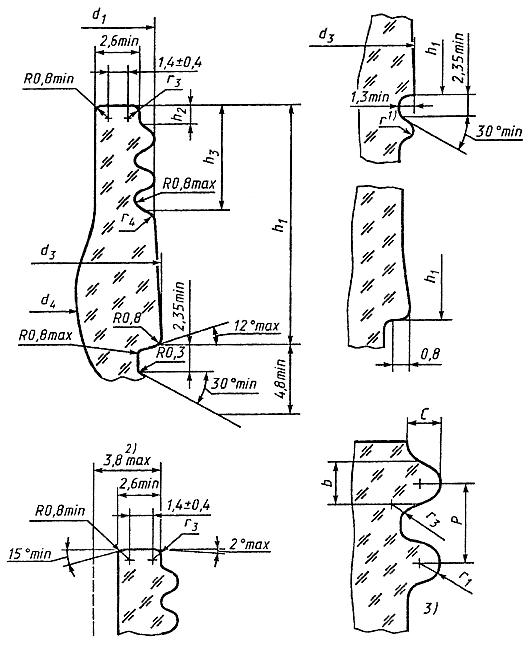 d₁
2,6min
R0,8min
1,4±0,4
r₃
h₂
h₃
R0,8max
r₄
h₁
d₃
d₄
R0,8
R0,8max
2,35min
12°max
R0,3
30°min
4,8min
d₃
h₁
2,35min
1,3min
r¹⁾
30°min
h₁
0,8
3,8 max ²⁾
2,6min
R0,8min
1,4±0,4
r₃
15°min
2°max
C
b
r₃
P
r₁
3)